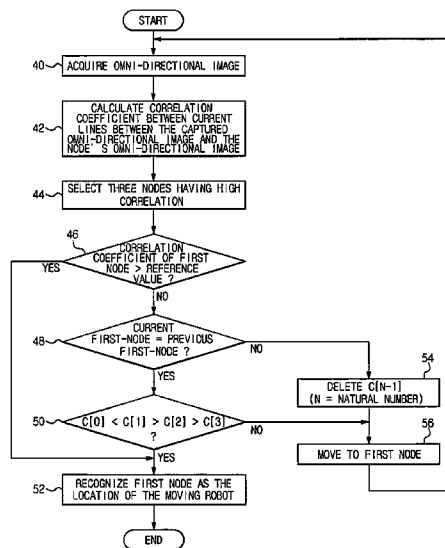 START
40
ACQUIRE OMNI-DIRECTIONAL IMAGE
42
CALCULATE CORRELATION
COEFFICIENT BETWEEN CURRENT
LINES BETWEEN THE CAPTURED
OMNI-DIRECTIONAL IMAGE AND THE
NODE'S OMNI-DIRECTIONAL IMAGE
44
SELECT THREE NODES HAVING HIGH
CORRELATION
46
CORRELATION
COEFFICIENT OF FIRST
NODE > REFERENCE
VALUE ?
YES
NO
48
CURRENT
FIRST-NODE = PREVIOUS
FIRST-NODE ?
NO
YES
54
DELETE C[N-1]
(N = NATURAL NUMBER)
50
C[0] < C[1] > C[2] > C[3]
?
NO
YES
56
MOVE TO FIRST NODE
52
RECOGNIZE FIRST NODE AS THE
LOCATION OF THE MOVING ROBOT
END